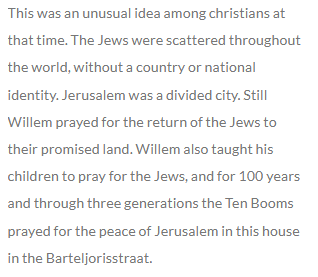 This was an unusual idea among christians at
that time. The Jews were scattered throughout
the world, without a country or national
identity. Jerusalem was a divided city. Still
Willem prayed for the return of the Jews to
their promised land. Willem also taught his
children to pray for the Jews, and for 100 years
and through three generations the Ten Booms
prayed for the peace of Jerusalem in this house
in the Barteljorisstraat.